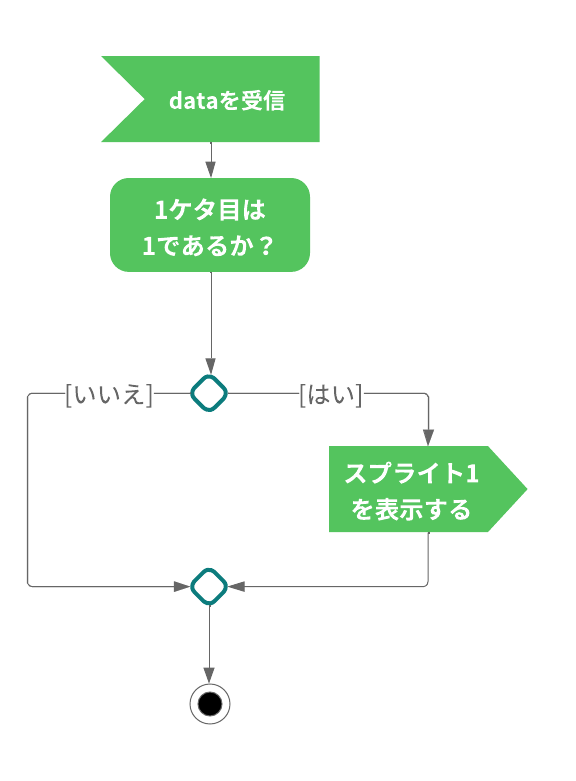 dataを受信
1ケタ目は
1であるか？
[いいえ]
[はい]
スプライト1
を表示する